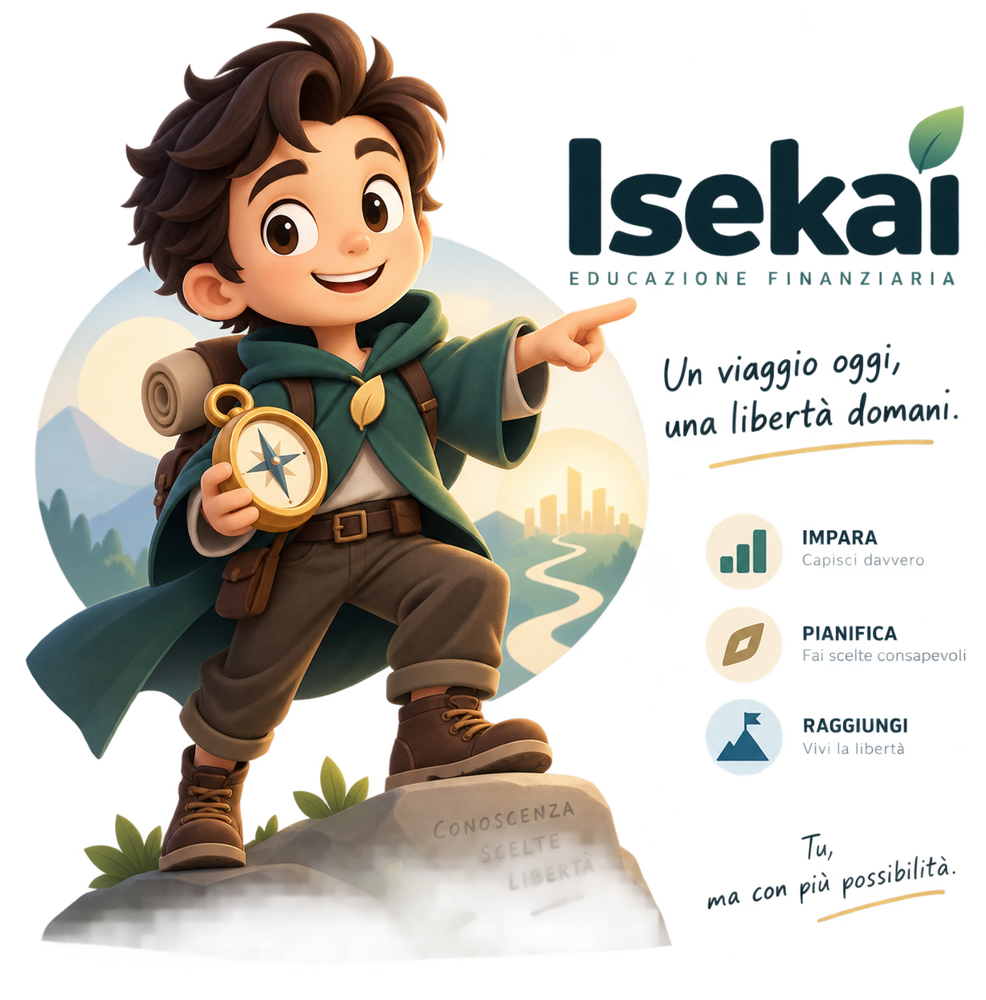 Isekai
EDUCAZIONE FINANZIARIA
Un viaggio oggi,
una libertà domani.
IMPARA
Capisci davvero
PIANIFICA
Fai scelte consapevoli
RAGGIUNGI
Vivi la libertà
CONOSCENZA
SCELTE
LIBERTÀ
Tu,
ma con più possibilità.